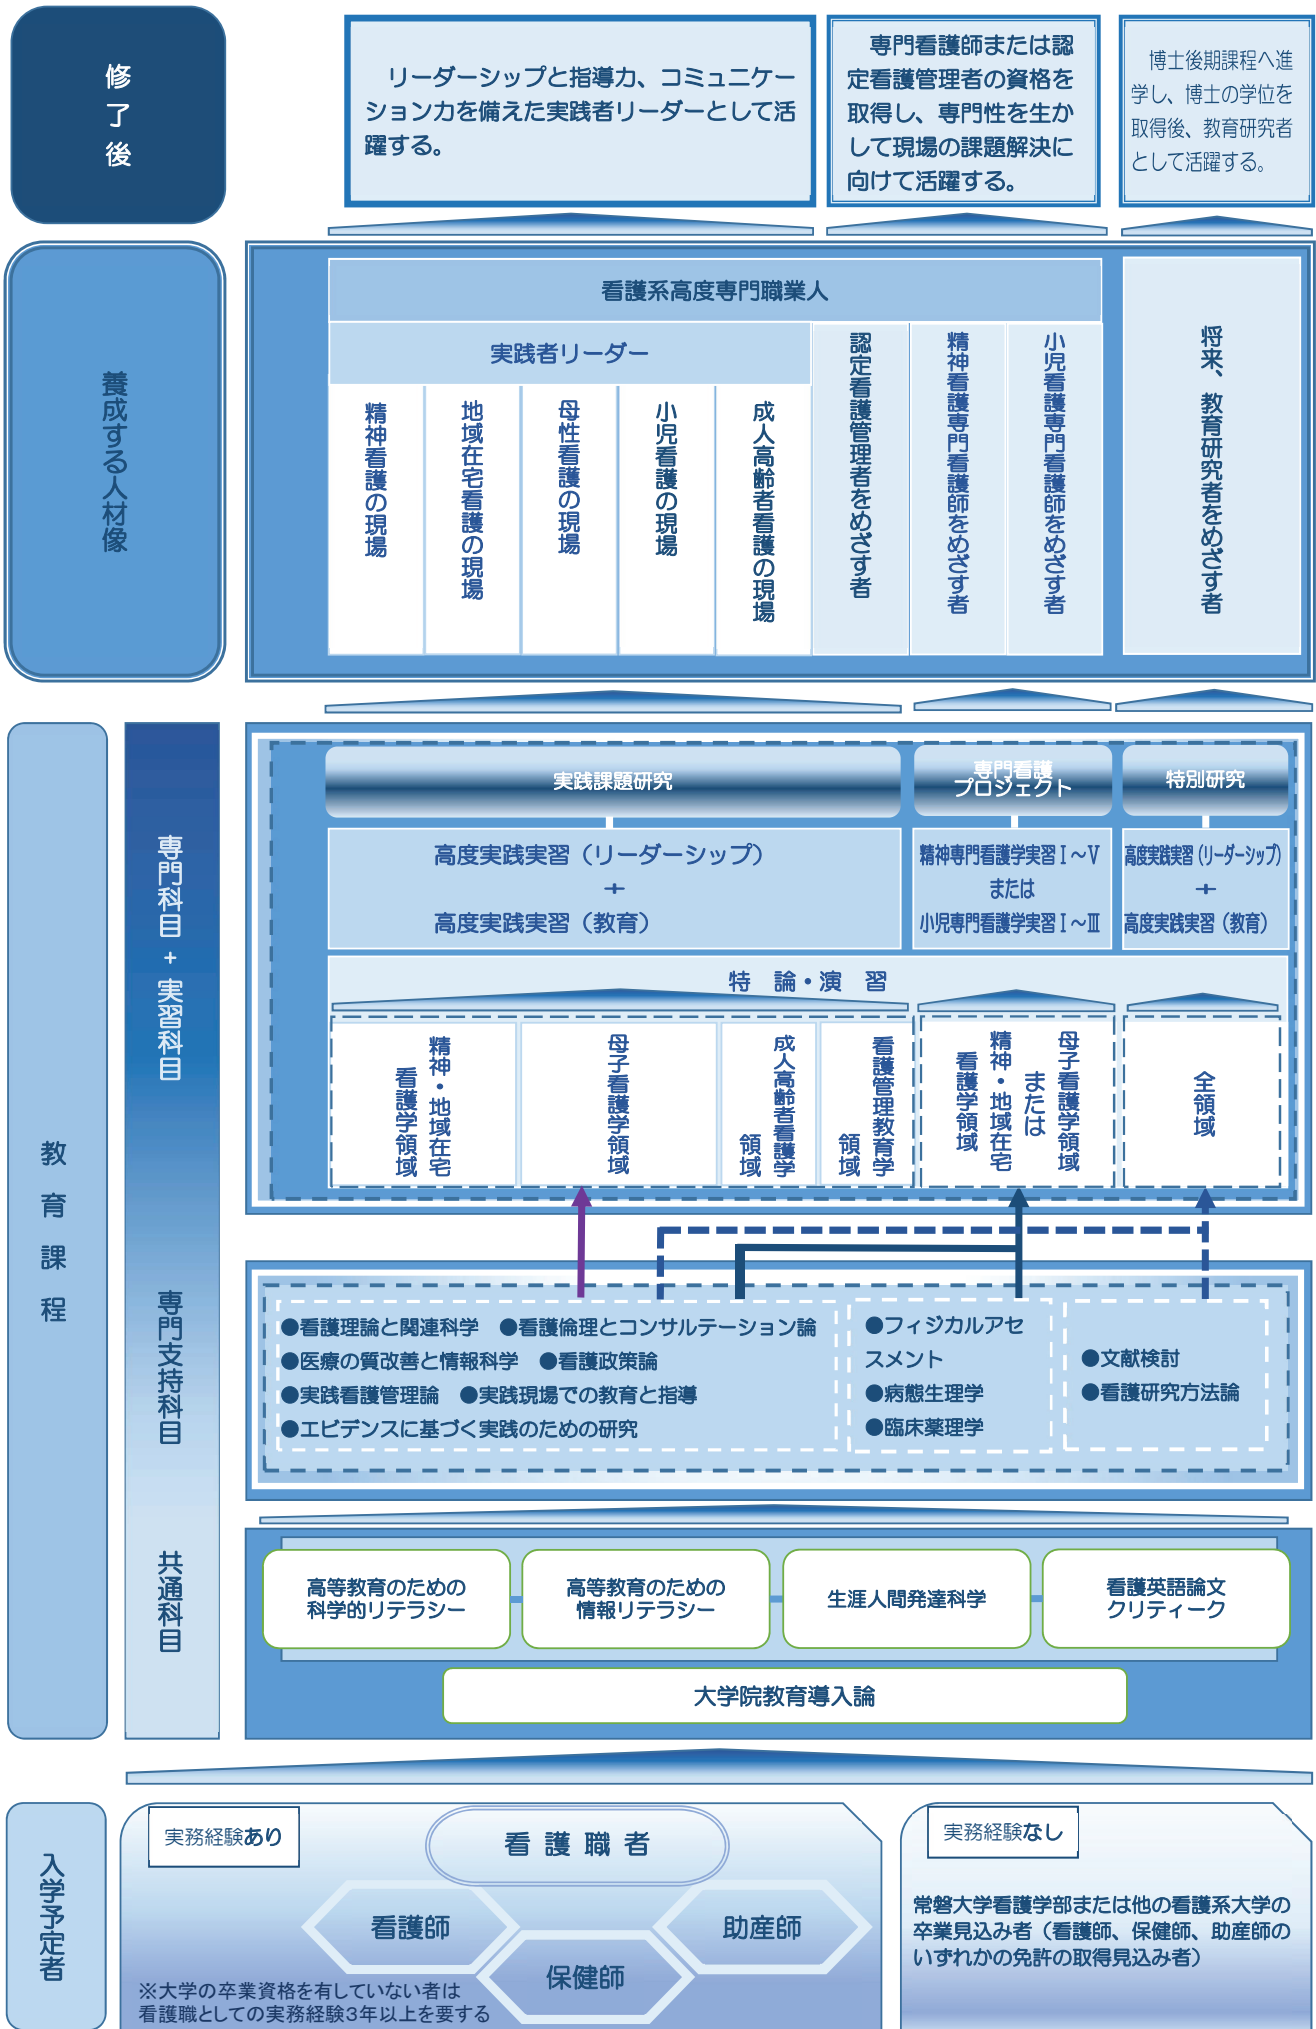 修
了
後
リーダーシップと指導力、コミュニケー
ション力を備えた実践者リーダーとして活
躍する。
専門看護師または認
定看護管理者の資格を
取得し、専門性を生か
して現場の課題解決に
向けて活躍する。
博士後期課程へ進
学し、博士の学位を
取得後、教育研究者
として活躍する。
養成する人材像
看護系高度専門職業人
実践者リーダー
精神看護の現場
地域在宅看護の現場
母性看護の現場
小児看護の現場
成人高齢者看護の現場
認定看護管理者をめざす者
精神看護専門看護師をめざす者
小児看護専門看護師をめざす者
将来、教育研究者をめざす者
教育課程
専門科目+実習科目
実践課題研究
専門看護
プロジェクト
特別研究
高度実践実習（リーダーシップ）
＋
高度実践実習（教育）
精神専門看護学実習Ⅰ～Ⅴ
または
小児専門看護学実習Ⅰ～Ⅲ
高度実践実習（リーダーシップ）
＋
高度実践実習（教育）
特　論・演　習
精神・地域在宅
看護学領域
母子看護学領域
成人高齢者看護学
領域
看護管理教育学
領域
母子看護学領域
または
精神・地域在宅
看護学領域
全領域
専門支持科目
●看護理論と関連科学　●看護倫理とコンサルテーション論
●医療の質改善と情報科学　●看護政策論
●実践看護管理論　●実践現場での教育と指導
●エビデンスに基づく実践のための研究
●フィジカルアセ
スメント
●病態生理学
●臨床薬理学
●文献検討
●看護研究方法論
共通科目
高等教育のための
科学的リテラシー
高等教育のための
情報リテラシー
生涯人間発達科学
看護英語論文
クリティーク
大学院教育導入論
入学予定者
実務経験あり
看護職者
看護師
助産師
保健師
※大学の卒業資格を有していない者は
看護職としての実務経験3年以上を要する
実務経験なし
常磐大学看護学部または他の看護系大学の
卒業見込み者（看護師、保健師、助産師の
いずれかの免許の取得見込み者）